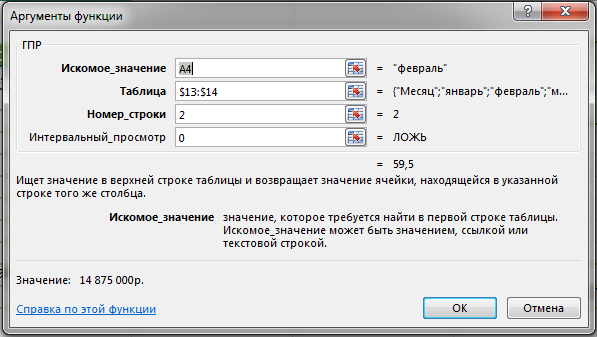 Аргументы функции
ГПР
Искомое_значение A4 = "февраль"
Таблица $13:$14 = {"Месяц";"январь";"февраль";"м...
Номер_строки 2 = 2
Интервальный_просмотр 0 = ЛОЖЬ
= 59,5
Ищет значение в верхней строке таблицы и возвращает значение ячейки, находящейся в указанной
строке того же столбца.
Искомое_значение значение, которое требуется найти в первой строке таблицы.
Искомое_значение может быть значением, ссылкой или
текстовой строкой.
Значение: 14 875 000р.
Справка по этой функции
ОК Отмена